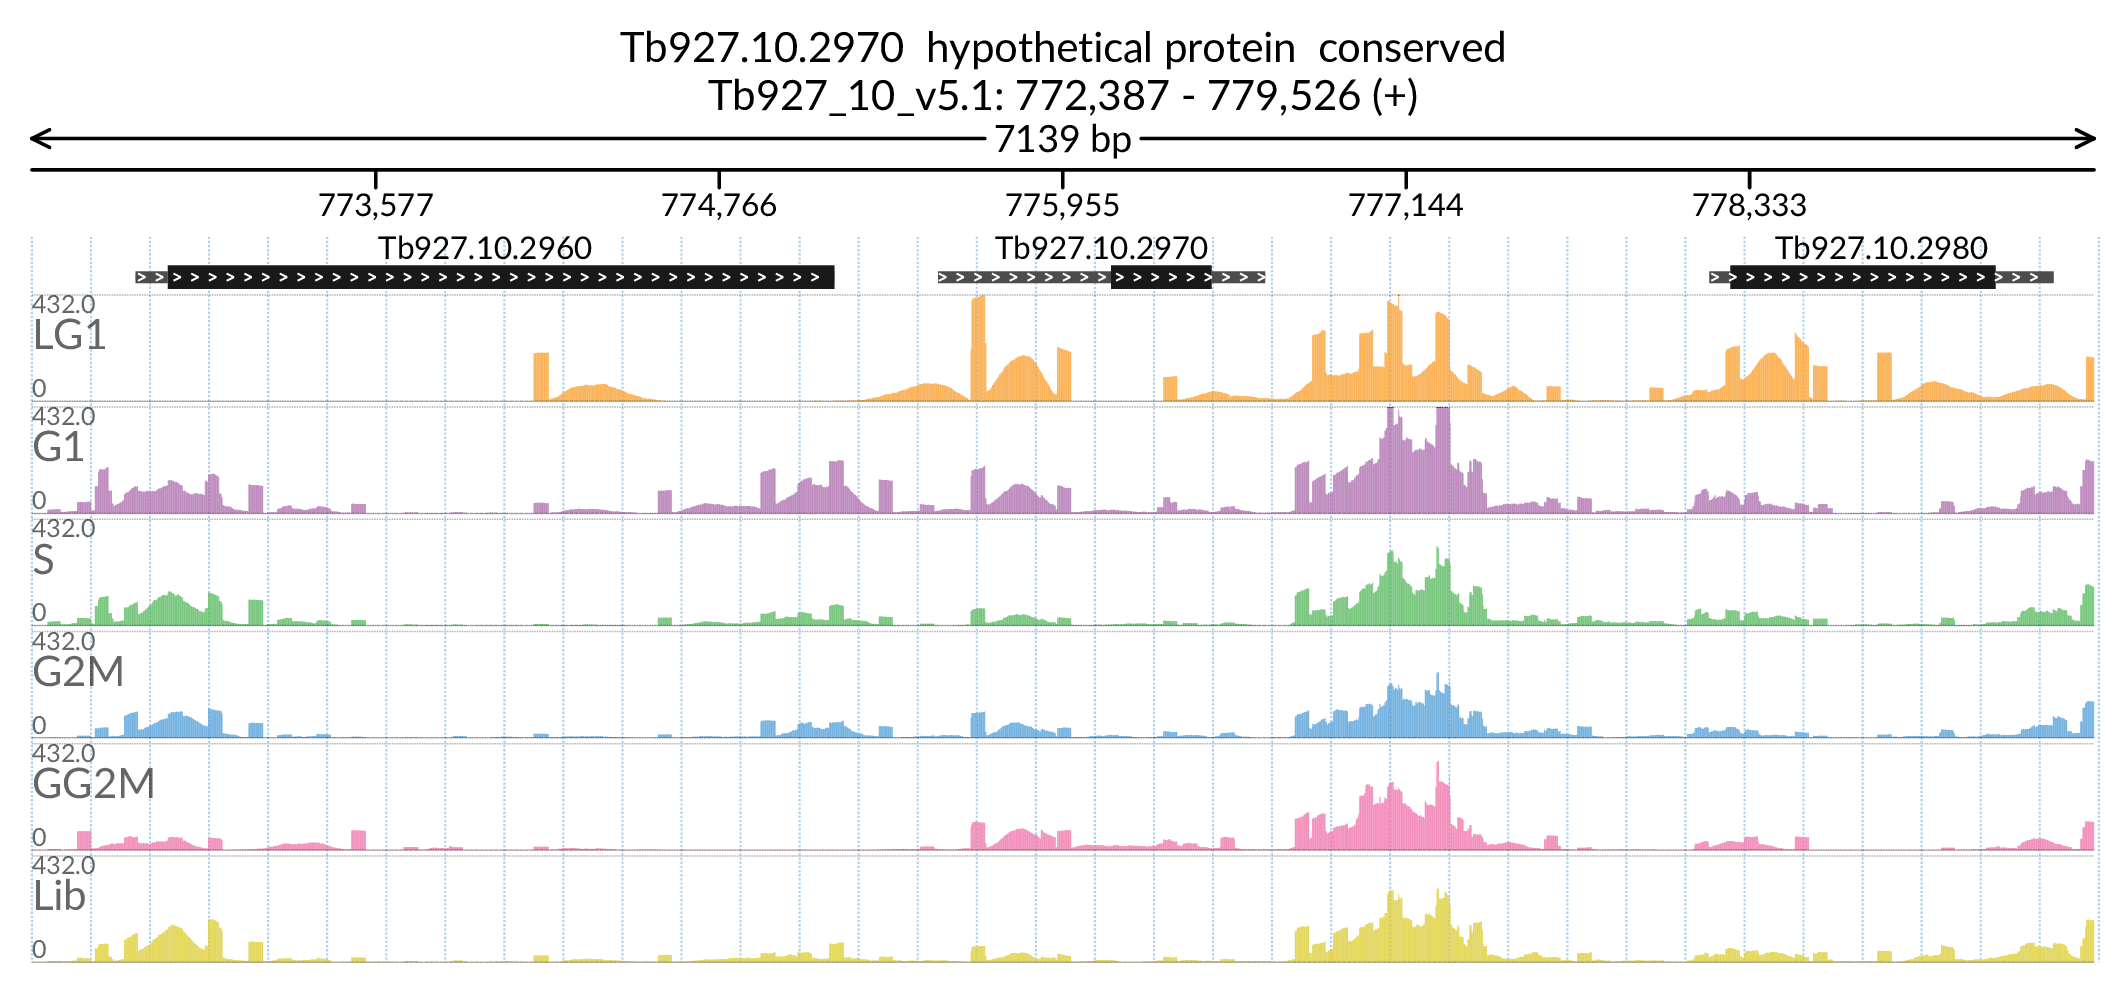 Tb927.10.2970 hypothetical protein conserved
Tb927_10_v5.1: 772,387 - 779,526 (+)
7139 bp
773,577 774,766 775,955 777,144 778,333
Tb927.10.2960 Tb927.10.2970 Tb927.10.2980
432.0
LG1
0
432.0
G1
0
432.0
S
0
432.0
G2M
0
432.0
GG2M
0
432.0
Lib
0